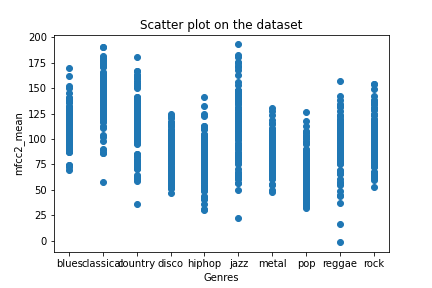 Scatter plot on the dataset
200
175
150
125
100
75
50
25
0
mfcc2_mean
blues classical country disco hiphop jazz metal pop reggae rock
Genres